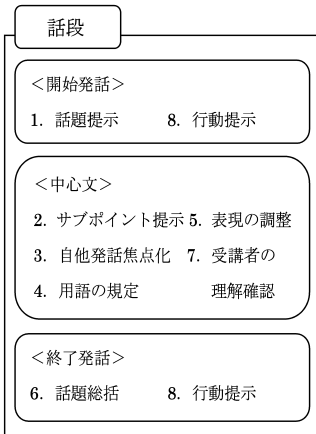 話段
＜開始発話＞
1. 話題提示 8. 行動提示
＜中心文＞
2. サブポイント提示 5. 表現の調整
3. 自他発話焦点化 7. 受講者の
4. 用語の規定 理解確認
＜終了発話＞
6. 話題総括 8. 行動提示